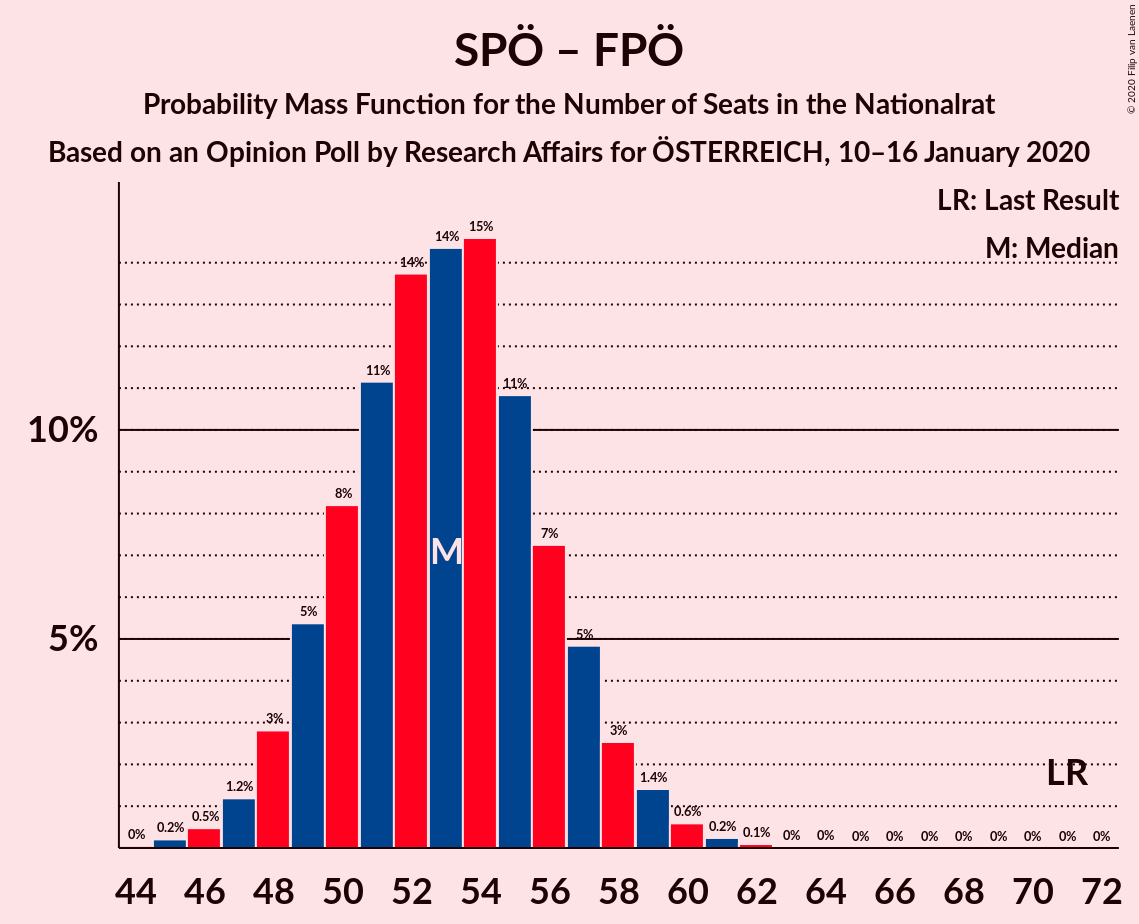 SPÖ – FPÖ
Probability Mass Function for the Number of Seats in the Nationalrat
Based on an Opinion Poll by Research Affairs for ÖSTERREICH, 10–16 January 2020
© 2020 Filip van Laenen
LR: Last Result
M: Median
10%
5%
0% 0.2% 0.5% 1.2% 3% 5% 8% 11% 14% 14% 15% 11% 7% 5% 3% 1.4% 0.6% 0.2% 0.1% 0% 0% 0% 0% 0% 0% 0% 0% 0% 0%
M
LR
44 46 48 50 52 54 56 58 60 62 64 66 68 70 72